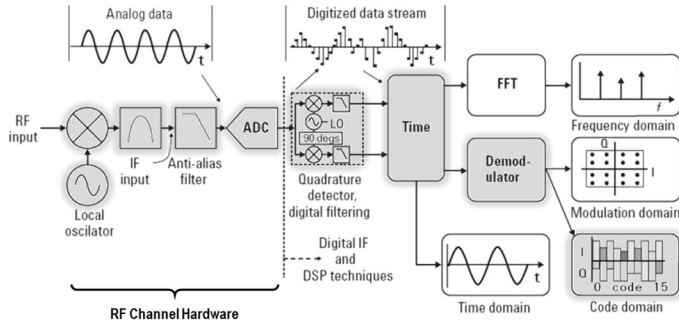 Analog data
t
Digitized data stream
t
RF
input
IF
input
Anti-alias
filter
ADC
Local
oscilator
LO
90 degs
Quadrature
detector,
digital filtering
Time
FFT
f
Frequency domain
Demod-
ulator
Q
I
Modulation domain
Digital IF
and
DSP techniques
t
Time domain
I
Q
0 code 15
Code domain
RF Channel Hardware